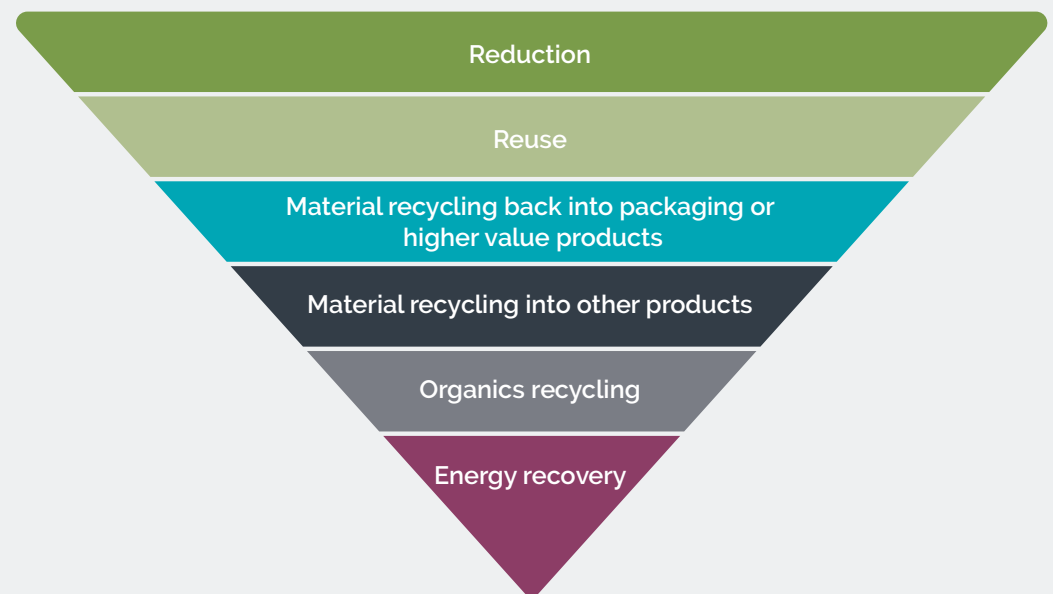 Reduction
Reuse
Material recycling back into packaging or
higher value products
Material recycling into other products
Organics recycling
Energy recovery